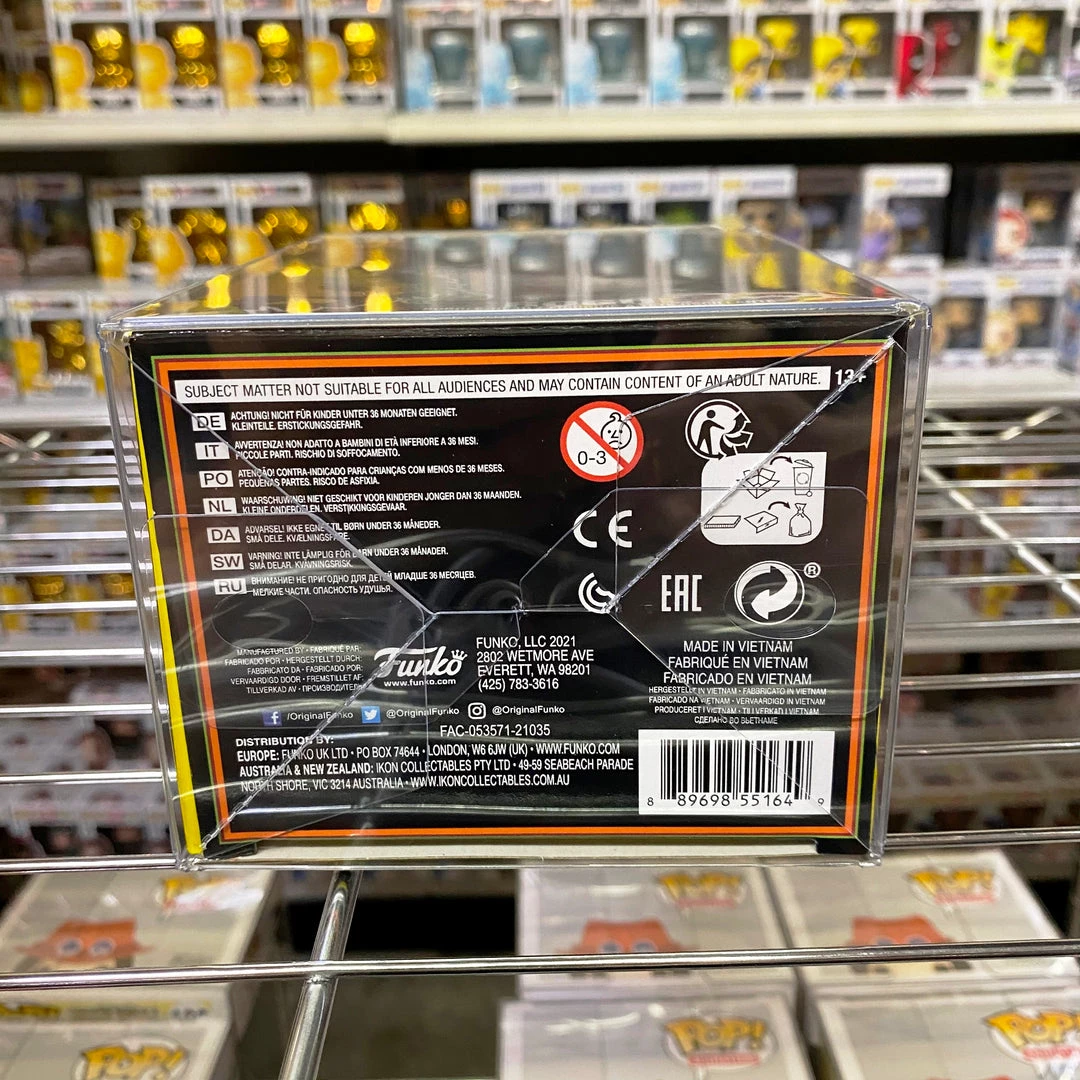 SUBJECT MATTER NOT SUITABLE FOR ALL AUDIENCES AND MAY CONTAIN CONTENT OF AN ADULT NATURE. 13+
DE ACHTUNG! NICHT FÜR KINDER UNTER 36 MONATEN GEEIGNET.
KLEINTEILE. ERSTICKUNGSGEFAHR.
IT AVVERTENZA! NON ADATTO A BAMBINI DI ETÀ INFERIORE A 36 MESI.
PICCOLE PARTI. RISCHIO DI SOFFOCAMENTO.
PO ATENÇÃO! CONTRA-INDICADO PARA CRIANÇAS COM MENOS DE 36 MESES.
PEQUENAS PARTES. RISCO DE ASFIXIA.
NL WAARSCHUWING! NIET GESCHIKT VOOR KINDEREN JONGER DAN 36 MAANDEN.
KLEINE ONDERDELEN. VERSTIKKINGSGEVAAR.
DA ADVARSEL! IKKE EGNET TIL BØRN UNDER 36 MÅNEDER.
SMÅ DELE. KVÆLNINGSFARE.
SW VARNING! INTE LÄMPLIG FÖR BARN UNDER 36 MÅNADER.
SMÅ DELAR. KVÄVNINGSRISK.
RU ВНИМАНИЕ! НЕ ПРИГОДНО ДЛЯ ДЕТЕЙ МЛАДШЕ 36 МЕСЯЦЕВ.
МЕЛКИЕ ЧАСТИ. ОПАСНОСТЬ УДУШЬЯ.
0-3
CE
EAC
®
MANUFACTURED BY • FABRIQUÉ PAR:
FABRICADO POR • HERGESTELLT DURCH:
FABBRICATO DA • FABRICADO POR:
VERVAARDIGD DOOR • FREMSTILLET AF:
TILLVERKAD AV • ПРОИЗВОДИТЕЛЬ
Funko
www.funko.com
FUNKO, LLC 2021
2802 WETMORE AVE
EVERETT, WA 98201
(425) 783-3616
MADE IN VIETNAM
FABRIQUÉ EN VIETNAM
FABRICADO EN VIETNAM
HERGESTELLT IN VIETNAM • FABBRICATO IN VIETNAM
FABRICADO NA VIETNAM • VERVAARDIGD IN VIETNAM
PRODUCERET I VIETNAM • TILLVERKAD I VIETNAM
СДЕЛАНО ВО ВЬЕТНАМЕ
/OriginalFunko @OriginalFunko @OriginalFunko
FAC-053571-21035
DISTRIBUTION BY:
EUROPE: FUNKO UK LTD • PO BOX 74644 • LONDON, W6 6JW (UK) • WWW.FUNKO.COM
AUSTRALIA & NEW ZEALAND: IKON COLLECTABLES PTY LTD • 49-59 SEABEACH PARADE
NORTH SHORE, VIC 3214 AUSTRALIA • WWW.IKONCOLLECTABLES.COM.AU
8 89698 55164 9
POP!
POP!
POP!
POP!
POP!